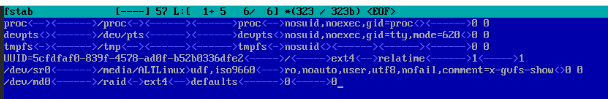 fstab [----] 57 L:[ 1+ 5 6/ 6] *(323 / 323b) <EOF>
proc<--><------>/proc<-><------><------>proc<-->nosuid,noexec,gid=proc<><------>0 0
devpts<><------>/dev/pts<------><------>devpts<>nosuid,noexec,gid=tty,mode=620<>0 0
tmpfs<-><------>/tmp<--><------><------>tmpfs<->nosuid<><><------><------>0 0
UUID=5cfdfaf0-839f-4578-ad0f-b52b0336dfe2<----->/<----->ext4<-->relatime<------>1<----->1
/dev/sr0<------>/media/ALTLinux>udf,iso9660<--->ro,noauto,user,utf8,nofail,comment=x-gvfs-show<>0 0
/dev/md0<------>/raid<->ext4<-->defaults<------>0<----->0